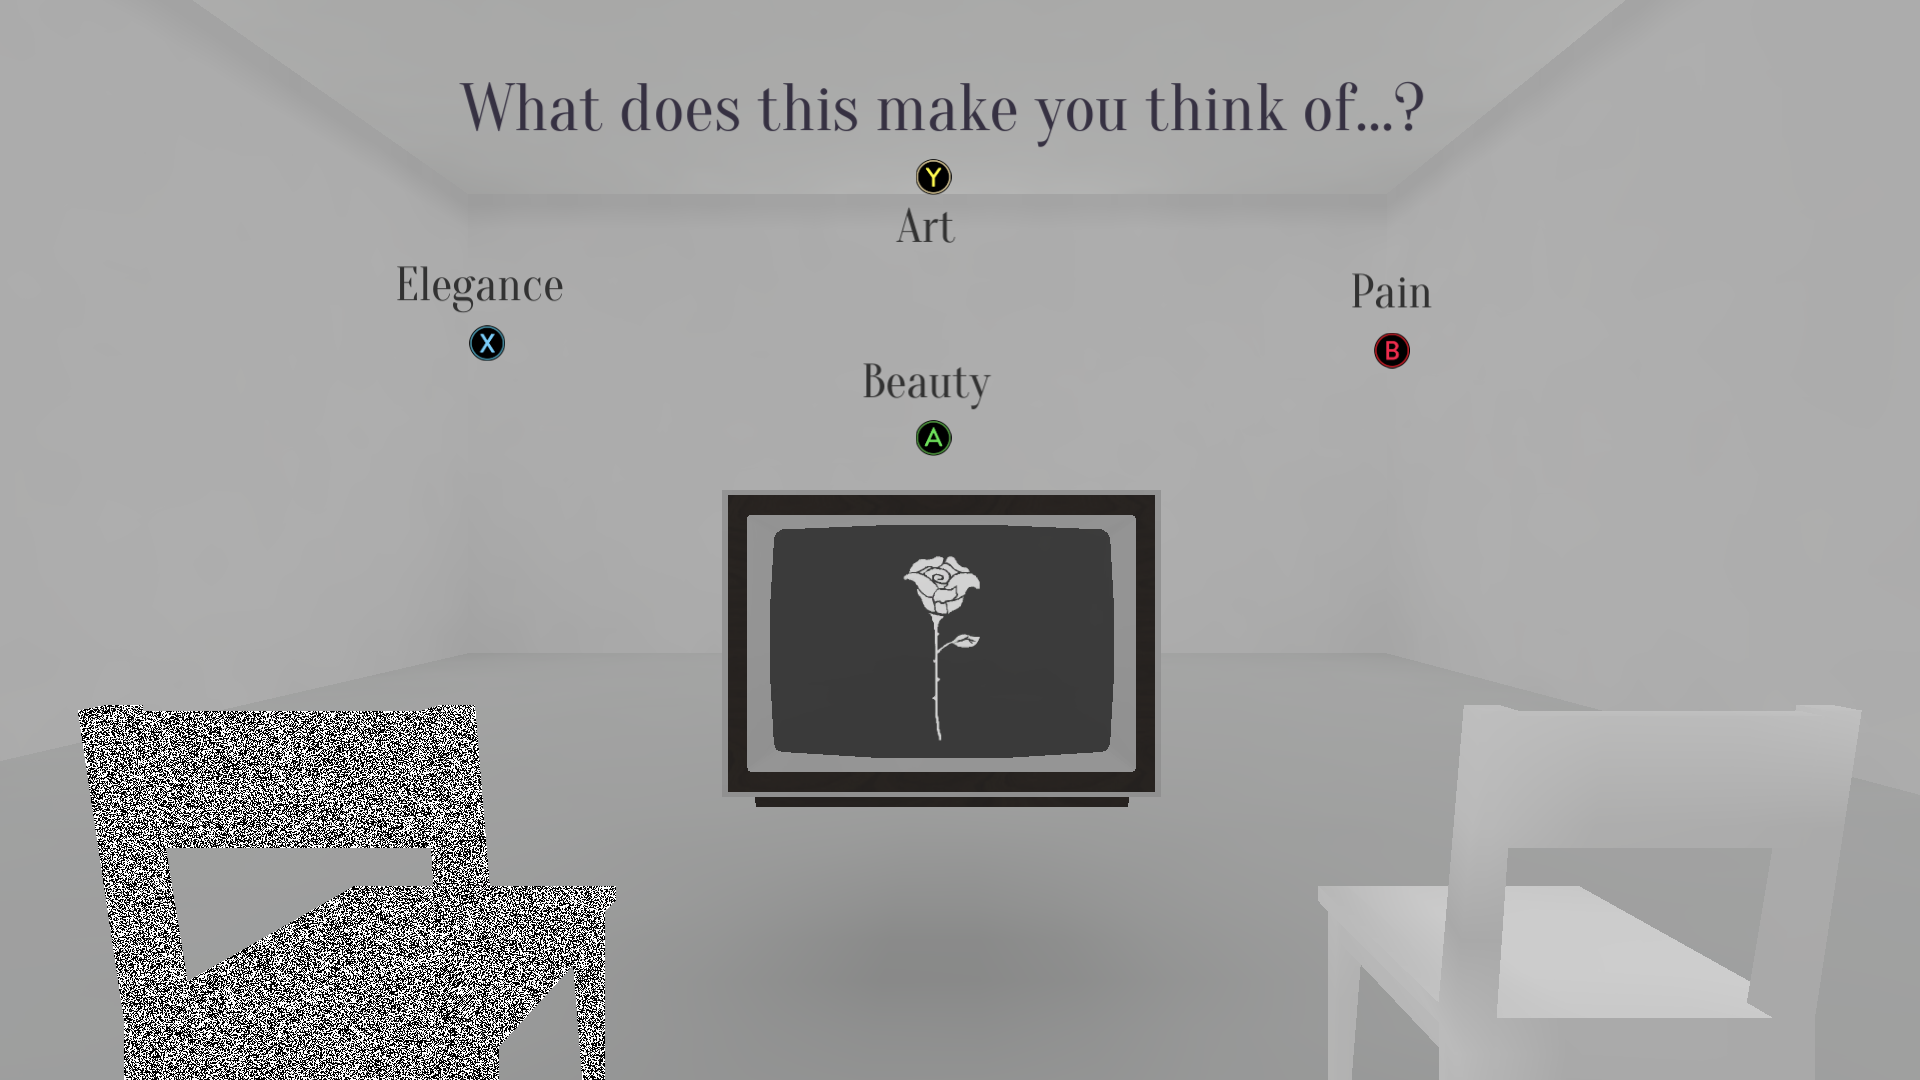 What does this make you think of...?
Y
Art
Elegance
Pain
X
B
Beauty
A